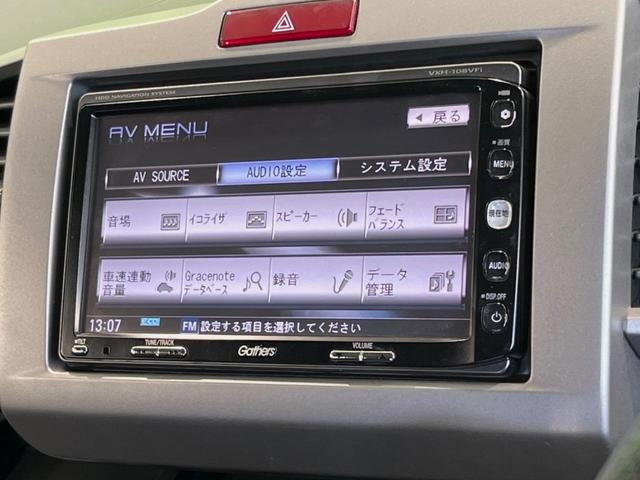 HDD NAVIGATION SYSTEM
VXH-108VFi
AV MENU
戻る
AV SOURCE
AUDIO設定
システム設定
音場
イコライザ
スピーカー
フェード
バランス
車速連動
音量
Gracenote
データベース
録音
データ
管理
13:07
ECO
FM 設定する項目を選択してください
画質
MENU
現在地
AUDIO
DISP.OFF
TILT
TUNE/TRACK
Gathers
VOLUME